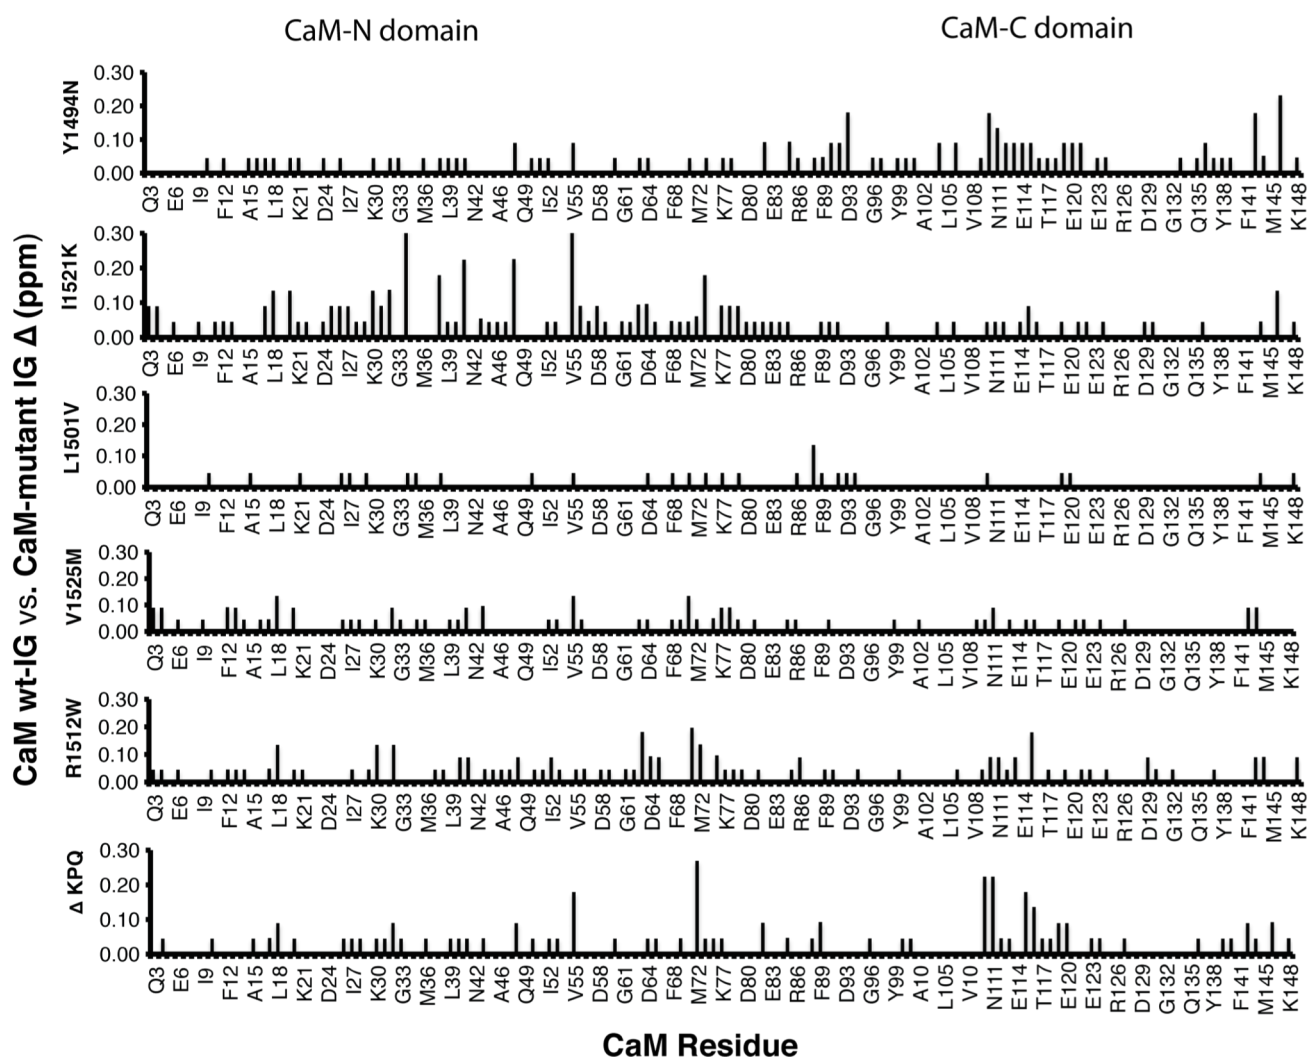 CaM-N domain CaM-C domain
CaM wt-IG vs. CaM-mutant IG Δ (ppm)
Y1494N
0.30
0.20
0.10
0.00
Q3 E6 I9 F12 A15 L18 K21 D24 I27 K30 G33 M36 L39 N42 A46 Q49 I52 V55 D58 G61 D64 F68 M72 K77 D80 E83 R86 F89 D93 G96 Y99 A102 L105 V108 N111 E114 T117 E120 E123 R126 D129 G132 Q135 Y138 F141 M145 K148
I1521K
0.30
0.20
0.10
0.00
Q3 E6 I9 F12 A15 L18 K21 D24 I27 K30 G33 M36 L39 N42 A46 Q49 I52 V55 D58 G61 D64 F68 M72 K77 D80 E83 R86 F89 D93 G96 Y99 A102 L105 V108 N111 E114 T117 E120 E123 R126 D129 G132 Q135 Y138 F141 M145 K148
L1501V
0.30
0.20
0.10
0.00
Q3 E6 I9 F12 A15 L18 K21 D24 I27 K30 G33 M36 L39 N42 A46 Q49 I52 V55 D58 G61 D64 F68 M72 K77 D80 E83 R86 F89 D93 G96 Y99 A102 L105 V108 N111 E114 T117 E120 E123 R126 D129 G132 Q135 Y138 F141 M145 K148
V1525M
0.30
0.20
0.10
0.00
Q3 E6 I9 F12 A15 L18 K21 D24 I27 K30 G33 M36 L39 N42 A46 Q49 I52 V55 D58 G61 D64 F68 M72 K77 D80 E83 R86 F89 D93 G96 Y99 A102 L105 V108 N111 E114 T117 E120 E123 R126 D129 G132 Q135 Y138 F141 M145 K148
R1512W
0.30
0.20
0.10
0.00
Q3 E6 I9 F12 A15 L18 K21 D24 I27 K30 G33 M36 L39 N42 A46 Q49 I52 V55 D58 G61 D64 F68 M72 K77 D80 E83 R86 F89 D93 G96 Y99 A102 L105 V108 N111 E114 T117 E120 E123 R126 D129 G132 Q135 Y138 F141 M145 K148
Δ KPQ
0.30
0.20
0.10
0.00
Q3 E6 I9 F12 A15 L18 K21 D24 I27 K30 G33 M36 L39 N42 A46 Q49 I52 V55 D58 G61 D64 F68 M72 K77 D80 E83 R86 F89 D93 G96 Y99 A10 L105 V10 N111 E114 T117 E120 E123 R126 D129 G132 Q135 Y138 F141 M145 K148
CaM Residue